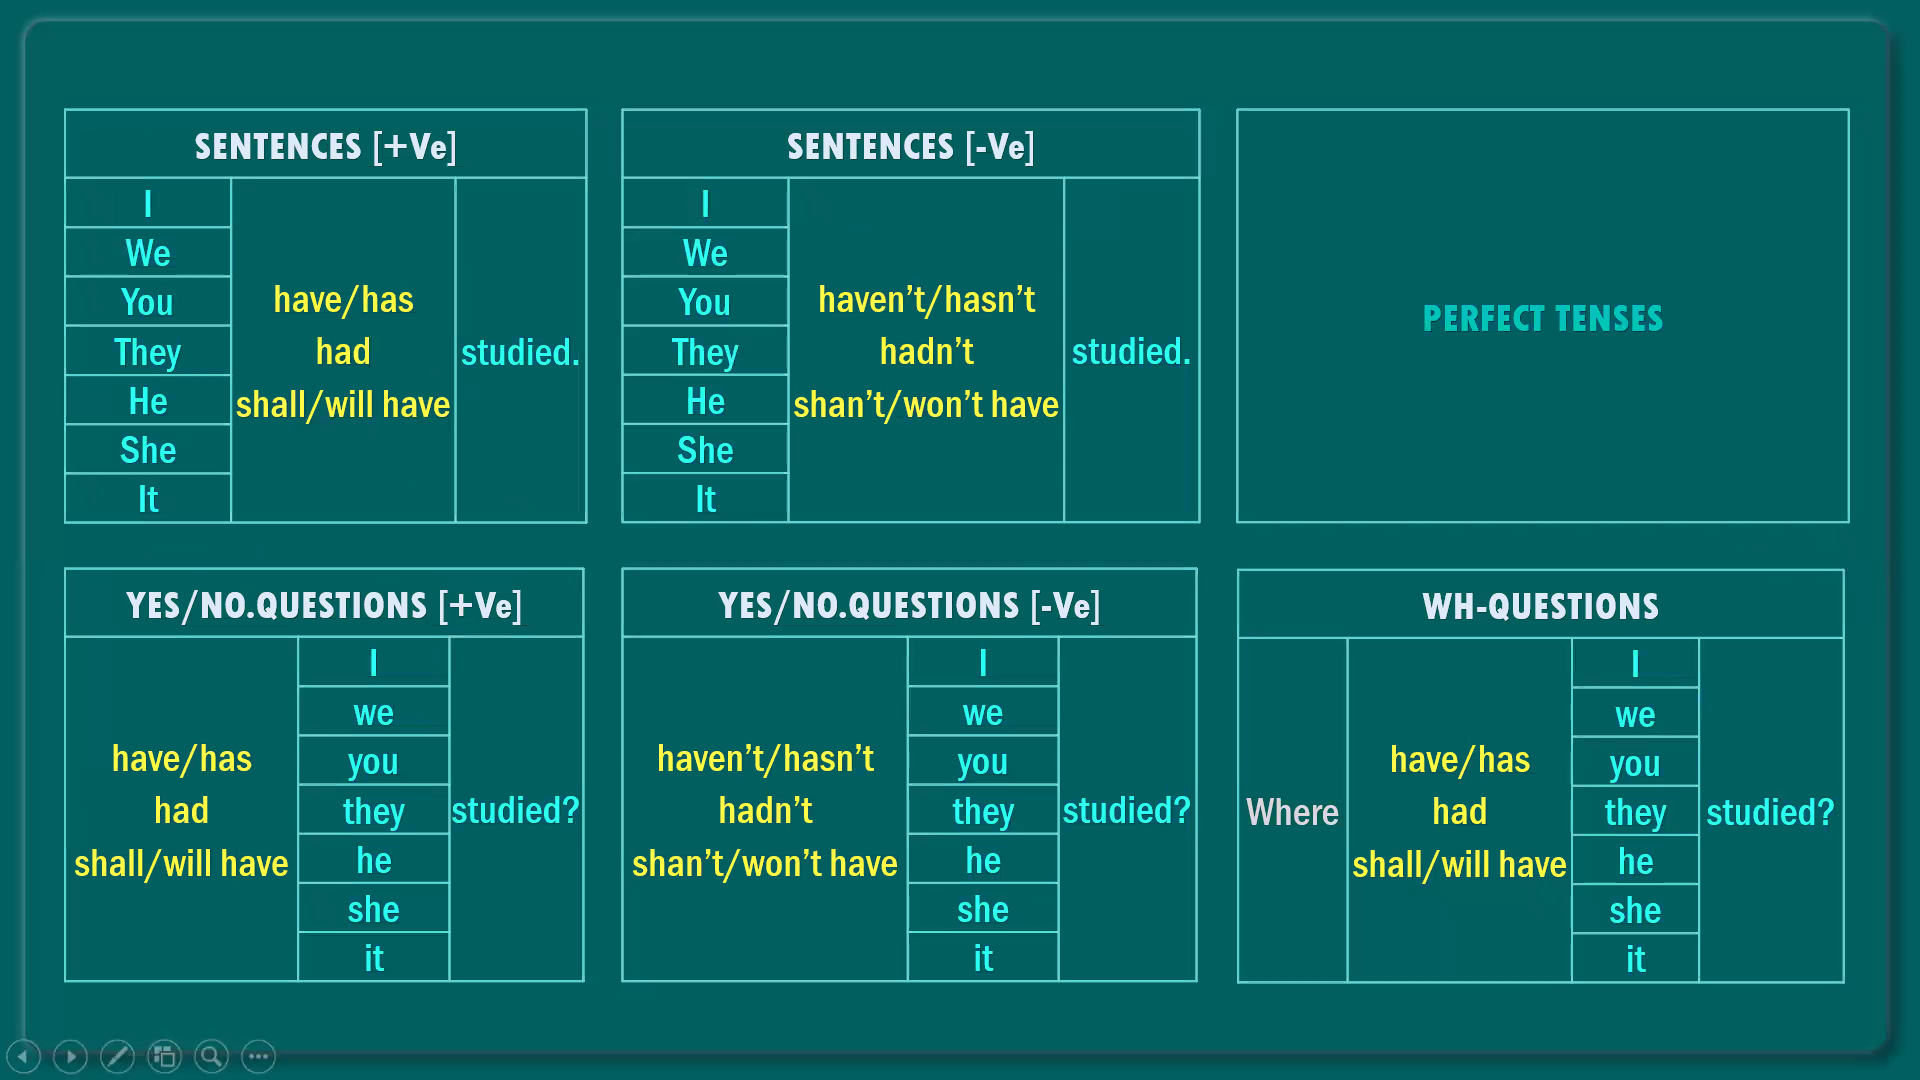 SENTENCES [+Ve]
I
We
You
They
He
She
It
have/has
had
shall/will have
studied.
SENTENCES [-Ve]
I
We
You
They
He
She
It
haven't/hasn't
hadn't
shan't/won't have
studied.
PERFECT TENSES
YES/NO.QUESTIONS [+Ve]
have/has
had
shall/will have
I
we
you
they
he
she
it
studied?
YES/NO.QUESTIONS [-Ve]
haven't/hasn't
hadn't
shan't/won't have
I
we
you
they
he
she
it
studied?
WH-QUESTIONS
Where
have/has
had
shall/will have
I
we
you
they
he
she
it
studied?